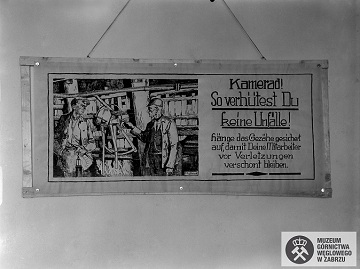 Kamerad!
So verhütest Du
keine Unfälle!
Hänge das Gezähe gesichert
auf, damit Deine Mitarbeiter
vor Verletzungen
verschont bleiben.
MUZEUM
GÓRNICTWA
WĘGLOWEGO
W ZABRZU